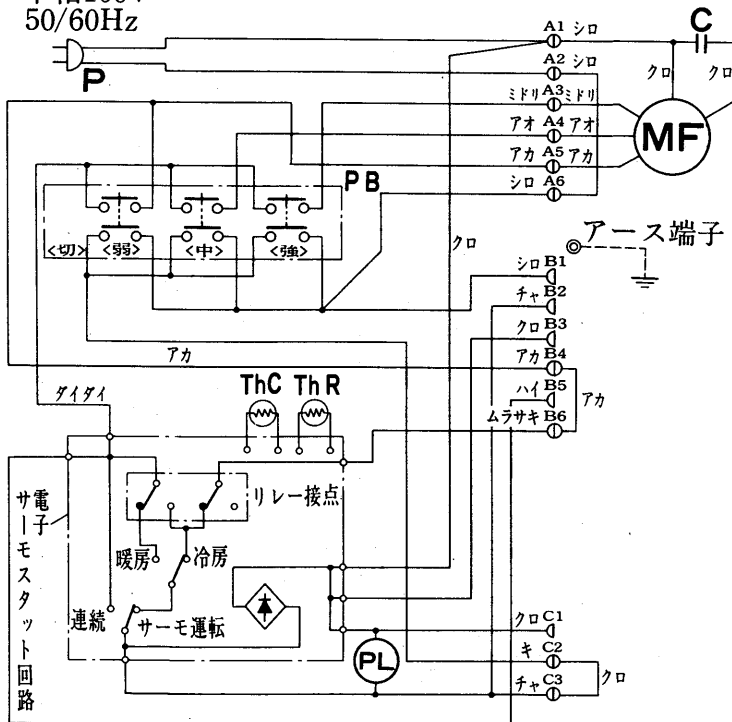 50/60Hz
P
A1 シロ
C
A2 シロ
クロ
クロ
ミドリ A3 ミドリ
アオ A4 アオ
MF
アカ A5 アカ
シロ A6
PB
<切> <弱> <中> <強>
クロ
アース端子
シロ B1
チャ B2
クロ B3
アカ
アカ B4
ハイ B5
アカ
ムラサキ B6
ダイダイ
ThC ThR
リレー接点
電子サーモスタット回路
暖房
冷房
連続
サーモ運転
クロ C1
キ C2
クロ
チャ C3
PL